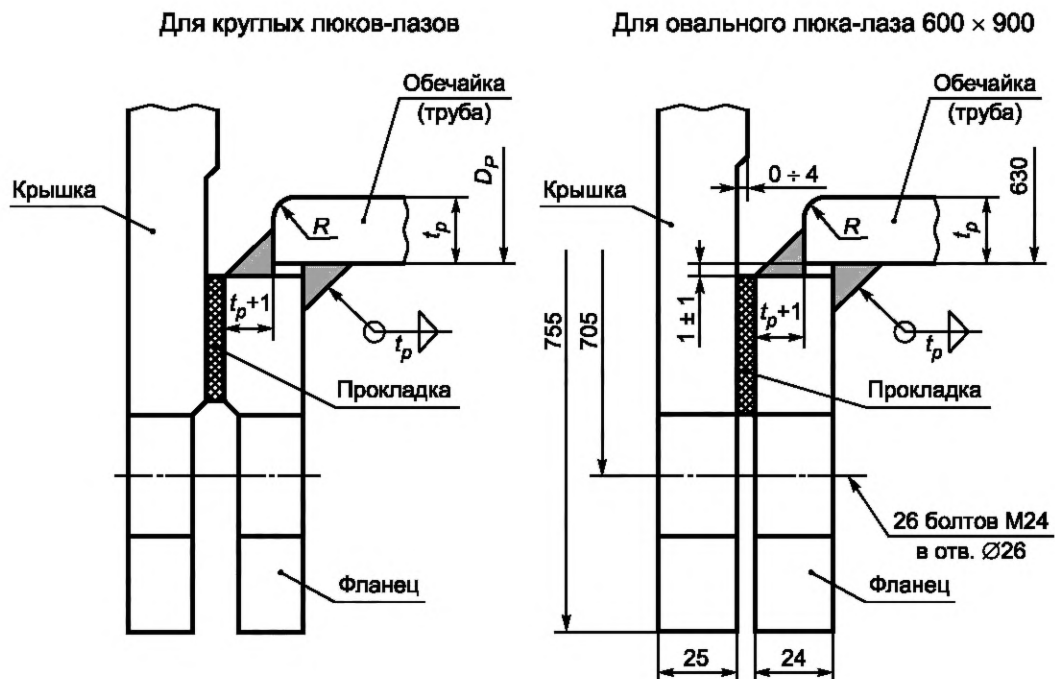 Для круглых люков-лазов
Обечайка
(труба)
Крышка
D_P
R
t_p
t_p+1
t_p
Прокладка
Фланец
Для овального люка-лаза 600 × 900
Обечайка
(труба)
0 ÷ 4
Крышка
630
R
t_p
1 ± 1
t_p+1
t_p
755
705
Прокладка
26 болтов М24
в отв. ∅26
Фланец
25
24